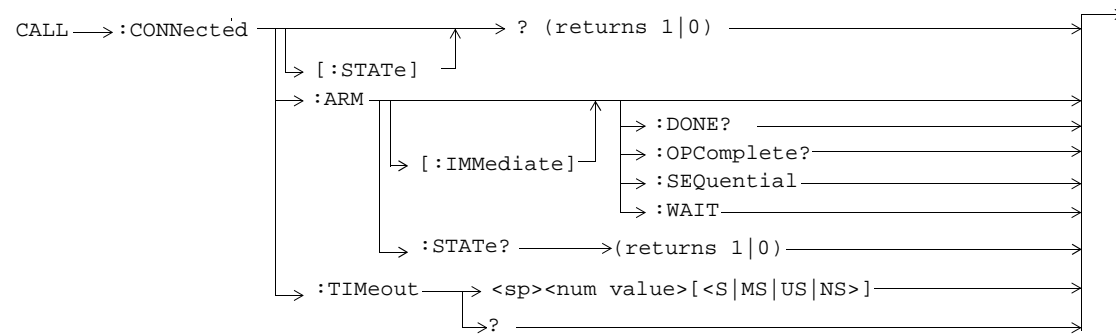 CALL :CONNected ? (returns 1|0)
[:STATe]
:ARM
:DONE?
:OPComplete?
[:IMMediate]
:SEQuential
:WAIT
:STATe? (returns 1|0)
:TIMeout <sp><num value>[<S|MS|US|NS>]
?